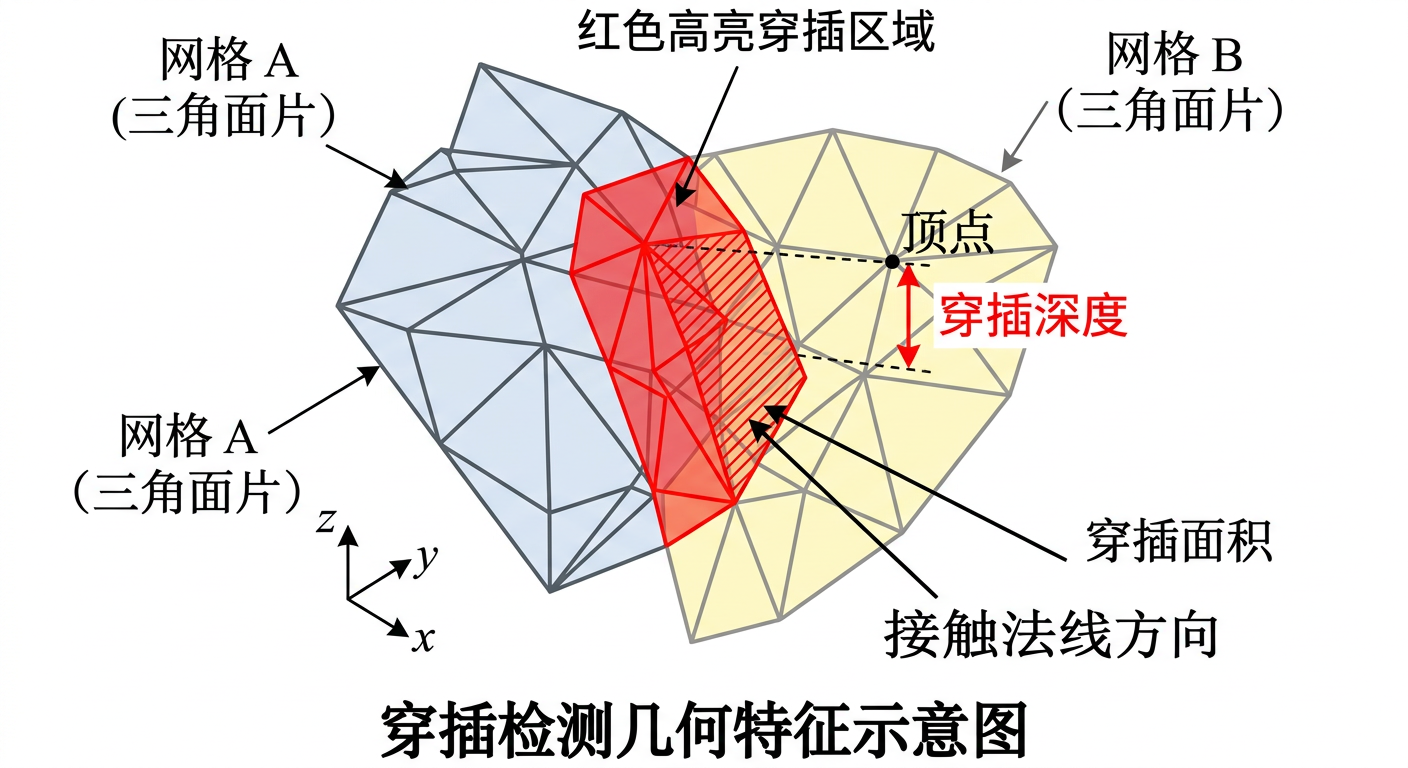 红色高亮穿插区域
网格 A
(三角面片)
网格 B
(三角面片)
顶点
穿插深度
网格 A
(三角面片)
z
y
x
穿插面积
接触法线方向
穿插检测几何特征示意图